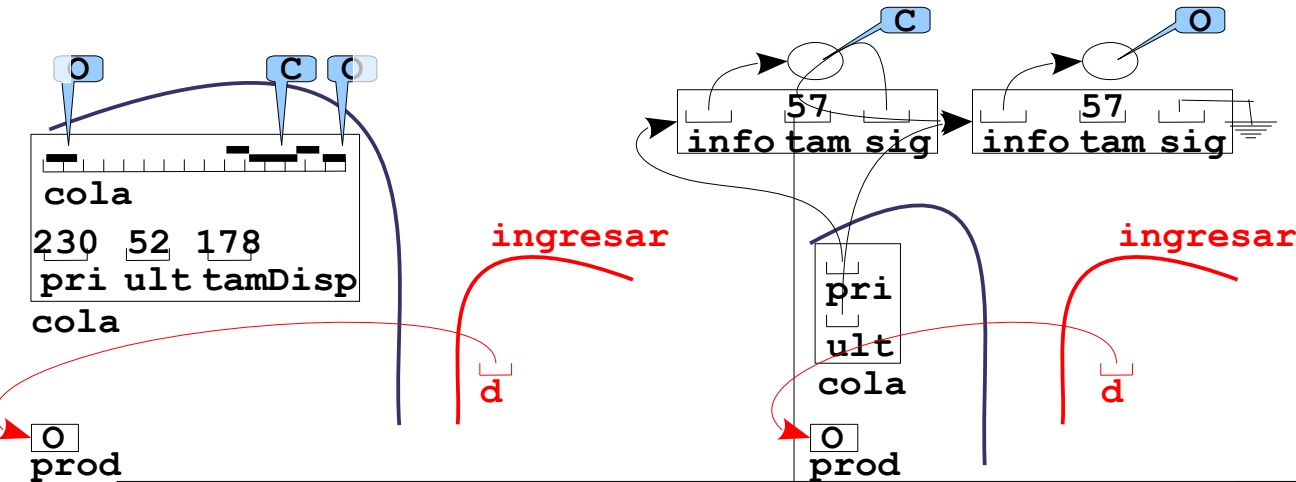 O C O
cola
230 52 178
pri ult tamDisp
cola
ingresar
d
O
prod
C O
57
info tam sig
57
info tam sig
pri
ult
cola
ingresar
d
O
prod